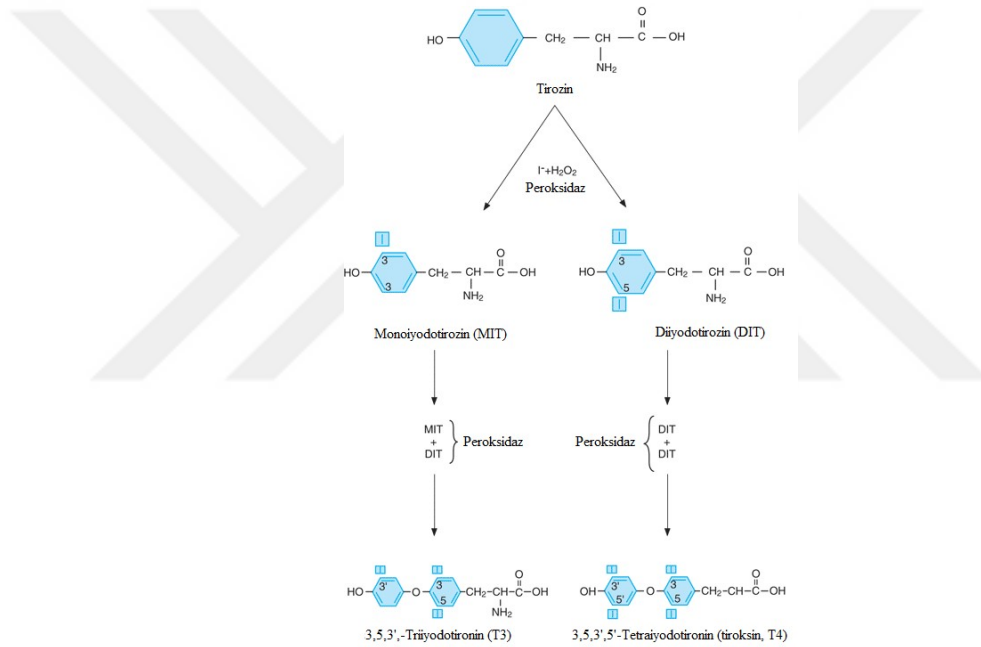 O
HO CH2 CH C OH
NH2
Tirozin
I-+H2O2
Peroksidaz
I
3
3
HO CH2 CH C OH
O
NH2
Monoiyodotirozin (MIT)
I
3
5
I
HO CH2 CH C OH
O
NH2
Diiyodotirozin (DIT)
MIT
+
DIT
Peroksidaz
Peroksidaz
DIT
+
DIT
HO 3' O 3 5 CH2 CH C OH
O
NH2
3,5,3',-Triiyodotironin (T3)
OH 3' 5' O 3 5 CH2 CH C OH
O
3,5,3',5'-Tetraiyodotironin (tiroksin, T4)